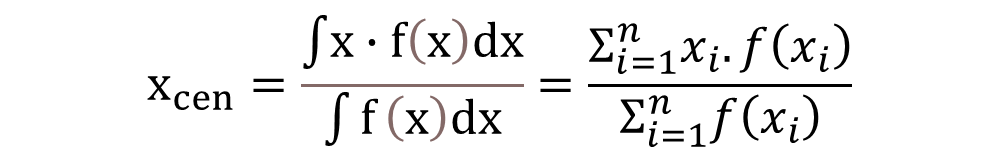 x_cen = ∫x · f(x)dx / ∫ f (x)dx = Σ_{i=1}^{n} x_i. f(x_i) / Σ_{i=1}^{n} f(x_i)